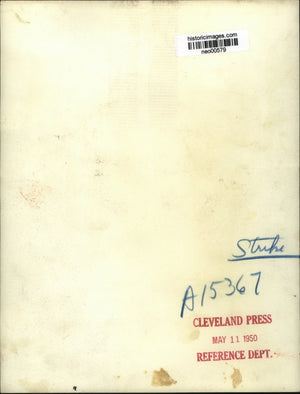 historicimages.com
neo00579
Strike
A15367
CLEVELAND PRESS
MAY 11 1950
REFERENCE DEPT.